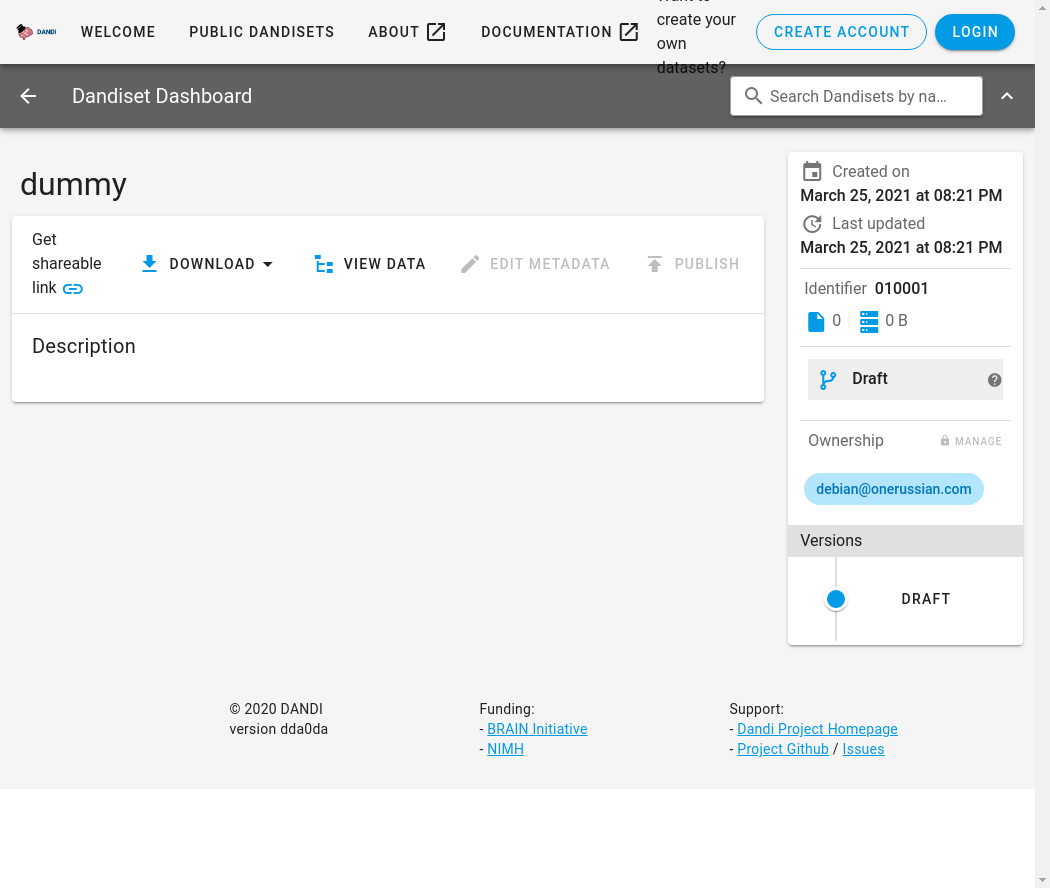 DANDI
WELCOME
PUBLIC DANDISETS
ABOUT
DOCUMENTATION
Want to
create your
own
datasets?
CREATE ACCOUNT
LOGIN
Dandiset Dashboard
Search Dandisets by na…
dummy
Get
shareable
link
DOWNLOAD
VIEW DATA
EDIT METADATA
PUBLISH
Description
Created on
March 25, 2021 at 08:21 PM
Last updated
March 25, 2021 at 08:21 PM
Identifier 010001
0
0 B
Draft
Ownership
MANAGE
debian@onerussian.com
Versions
DRAFT
© 2020 DANDI
version dda0da
Funding:
- BRAIN Initiative
- NIMH
Support:
- Dandi Project Homepage
- Project Github / Issues